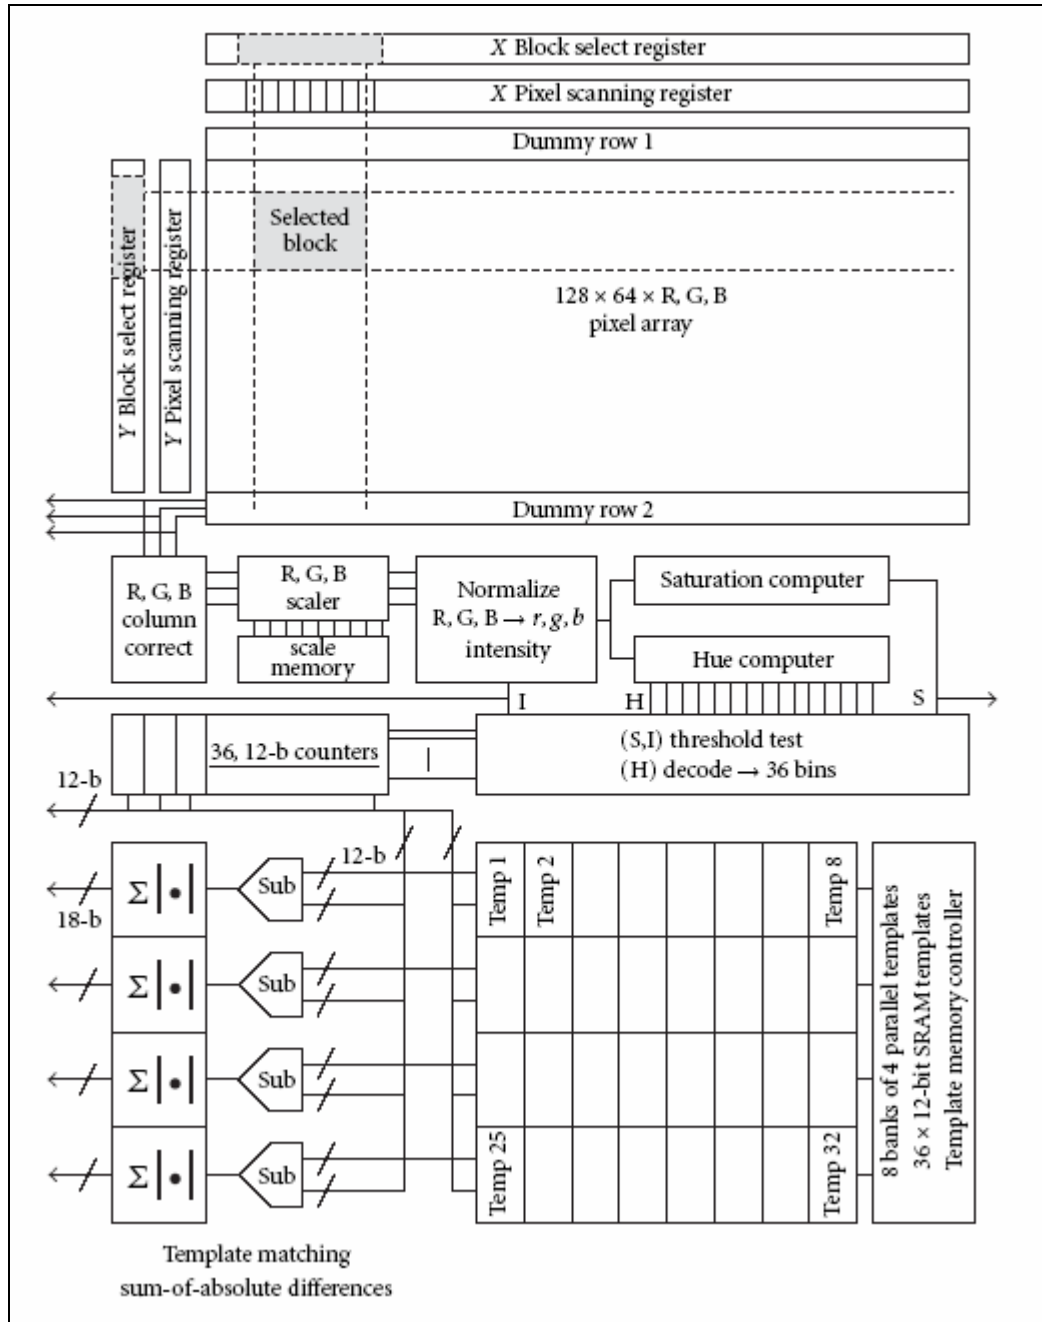 X Block select register
X Pixel scanning register
Dummy row 1
Y Block select register
Y Pixel scanning register
Selected
block
128 × 64 × R, G, B
pixel array
Dummy row 2
R, G, B
column
correct
R, G, B
scaler
scale
memory
Normalize
R, G, B → r, g, b
intensity
Saturation computer
Hue computer
I
H
S
36, 12-b counters
(S,I) threshold test
(H) decode → 36 bins
12-b
12-b
18-b
Σ|•|
Sub
Σ|•|
Sub
Σ|•|
Sub
Σ|•|
Sub
Temp 1
Temp 2
Temp 8
Temp 25
Temp 32
8 banks of 4 parallel templates
36 × 12-bit SRAM templates
Template memory controller
Template matching
sum-of-absolute differences